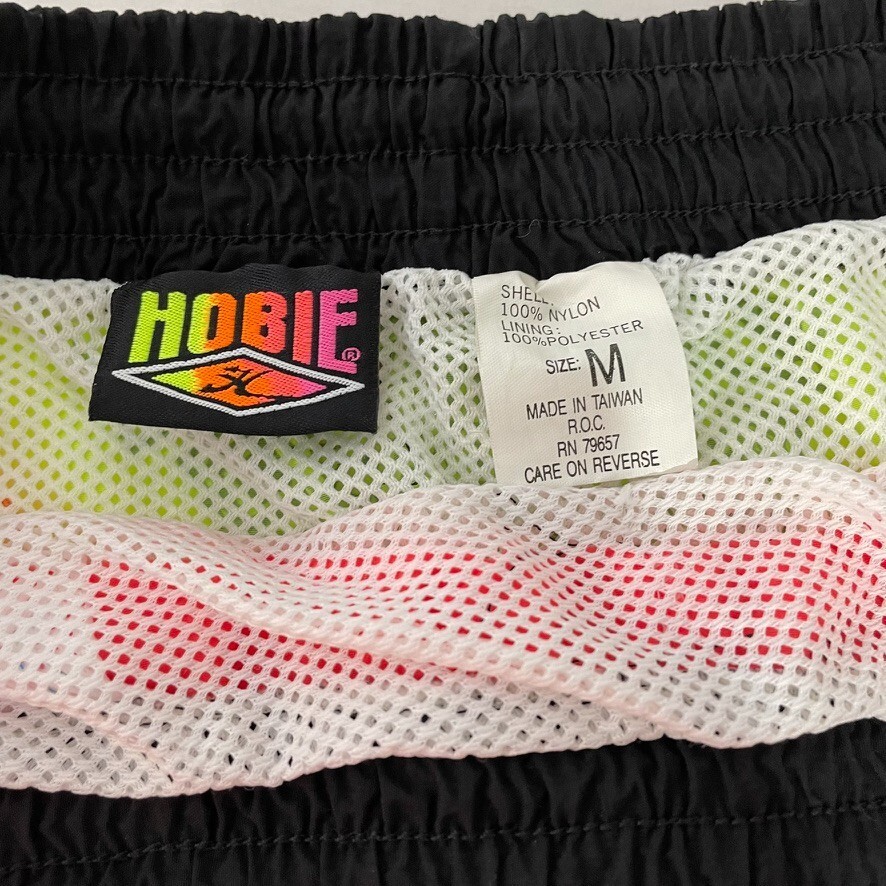 HOBIE®
SHELL:
100% NYLON
LINING:
100%POLYESTER
SIZE: M
MADE IN TAIWAN
R.O.C.
RN 79657
CARE ON REVERSE